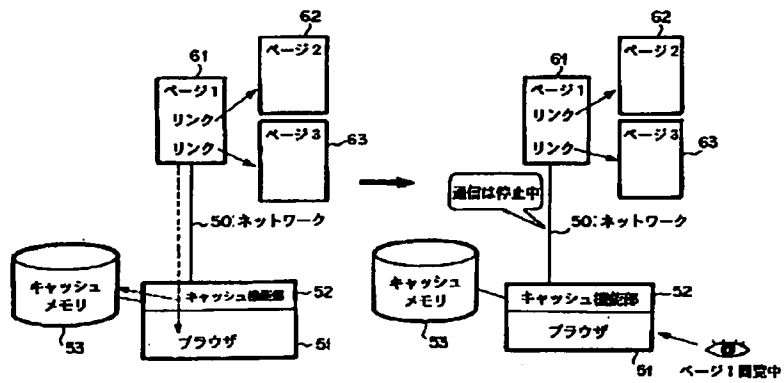 62
61
ページ2
ページ1
リンク
リンク
ページ3
63
50:ネットワーク
キャッシュ
メモリ
53
キャッシュ機能部
52
ブラウザ
51
62
61
ページ2
ページ1
リンク
リンク
ページ3
63
通信は停止中
50:ネットワーク
キャッシュ
メモリ
53
キャッシュ機能部
52
ブラウザ
51
ページ1閲覧中